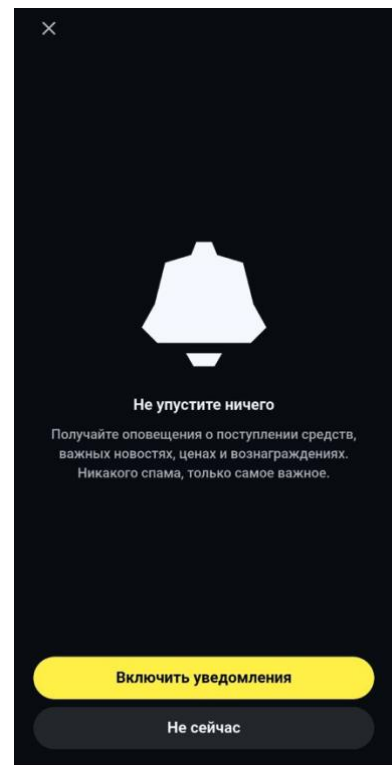 Не упустите ничего
Получайте оповещения о поступлении средств,
важных новостях, ценах и вознаграждениях.
Никакого спама, только самое важное.
Включить уведомления
Не сейчас